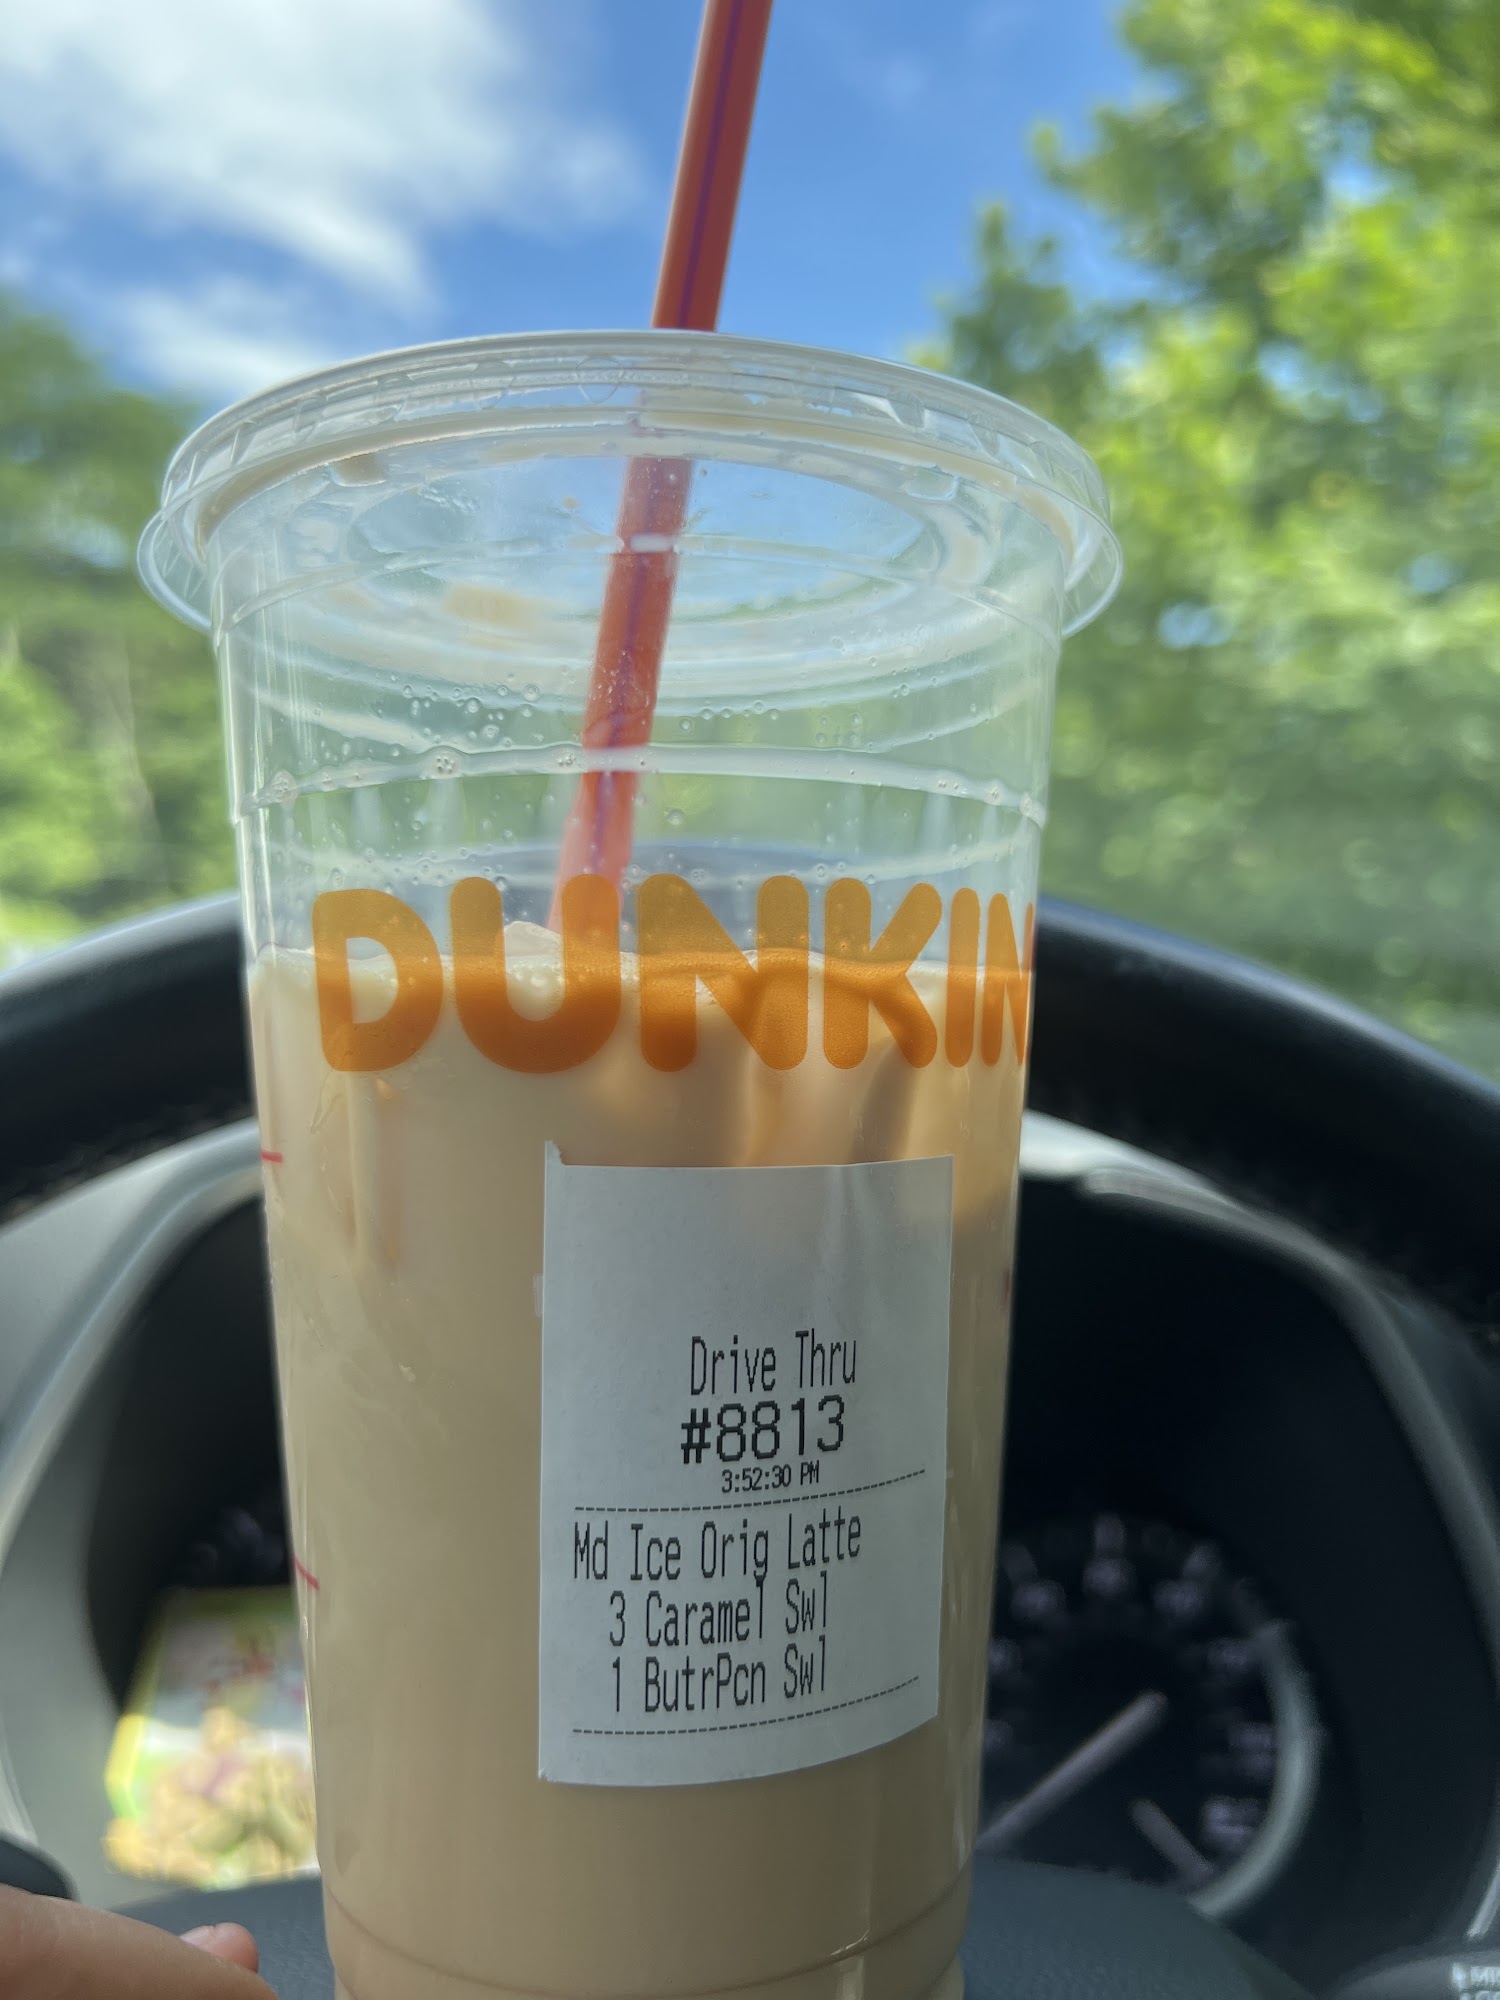 DUNKIN
Drive Thru
#8813
3:52:30 PM
Md Ice Orig Latte
3 Caramel Swl
1 ButrPcn Swl